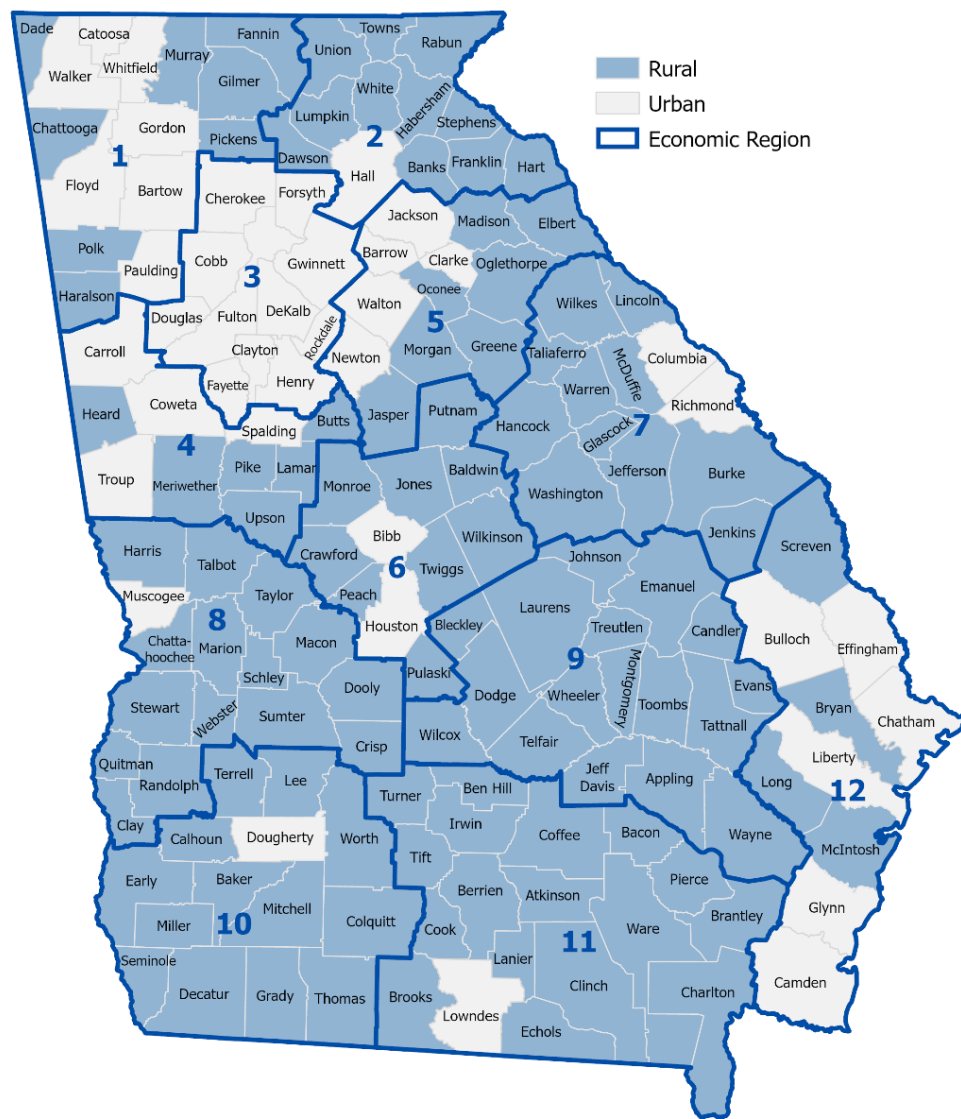 Dade
Catoosa
Fannin
Towns
Rabun
Union
Murray
Walker
Whitfield
Gilmer
White
Habersham
Rural
Urban
Economic Region
Chattooga
Gordon
Lumpkin
Stephens
Pickens
Dawson
2
1
Hall
Banks
Franklin
Hart
Floyd
Bartow
Cherokee
Forsyth
Jackson
Madison
Elbert
Polk
Cobb
3
Gwinnett
Barrow
Clarke
Oglethorpe
Paulding
Oconee
Haralson
Douglas
Fulton
DeKalb
Rockdale
Walton
5
Wilkes
Lincoln
Carroll
Clayton
Newton
Morgan
Greene
Taliaferro
McDuffie
Columbia
Fayette
Henry
Warren
Richmond
Heard
Coweta
Spalding
Butts
Jasper
Putnam
Hancock
Glascock
7
4
Troup
Meriwether
Pike
Lamar
Monroe
Jones
Baldwin
Washington
Jefferson
Burke
Upson
Bibb
Wilkinson
Jenkins
Screven
Harris
Talbot
Crawford
6
Twiggs
Johnson
Emanuel
Muscogee
Taylor
Peach
Laurens
8
Houston
Bleckley
Treutlen
Candler
Bulloch
Effingham
Chatta-
hoochee
Marion
Macon
9
Montgomery
Schley
Pulaski
Evans
Stewart
Webster
Sumter
Dooly
Dodge
Wheeler
Toombs
Tattnall
Bryan
Chatham
Crisp
Wilcox
Telfair
Liberty
Quitman
Randolph
Terrell
Lee
Turner
Ben Hill
Jeff
Davis
Appling
Long
12
Clay
Calhoun
Dougherty
Worth
Irwin
Coffee
Bacon
Wayne
McIntosh
Early
Baker
Tift
Berrien
Atkinson
Pierce
Glynn
Miller
10
Mitchell
Colquitt
Cook
11
Ware
Brantley
Seminole
Lanier
Camden
Decatur
Grady
Thomas
Brooks
Lowndes
Clinch
Charlton
Echols